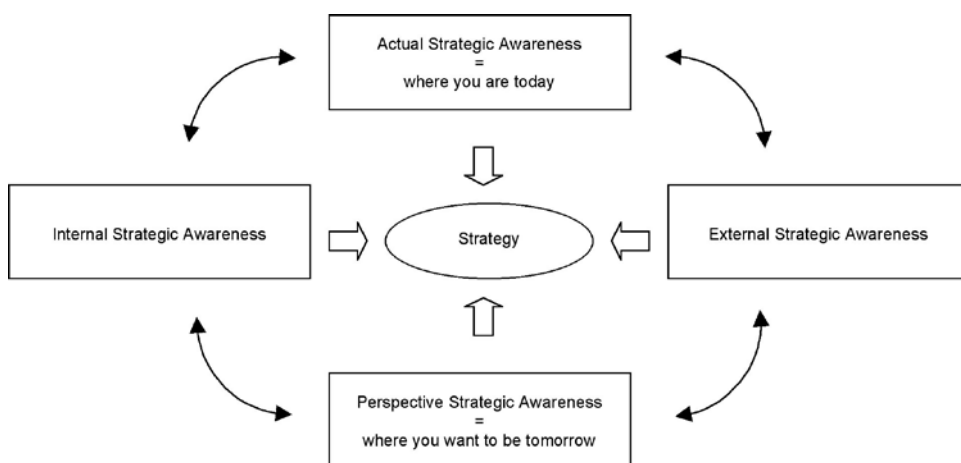 Actual Strategic Awareness
=
where you are today
Internal Strategic Awareness
Strategy
External Strategic Awareness
Perspective Strategic Awareness
=
where you want to be tomorrow